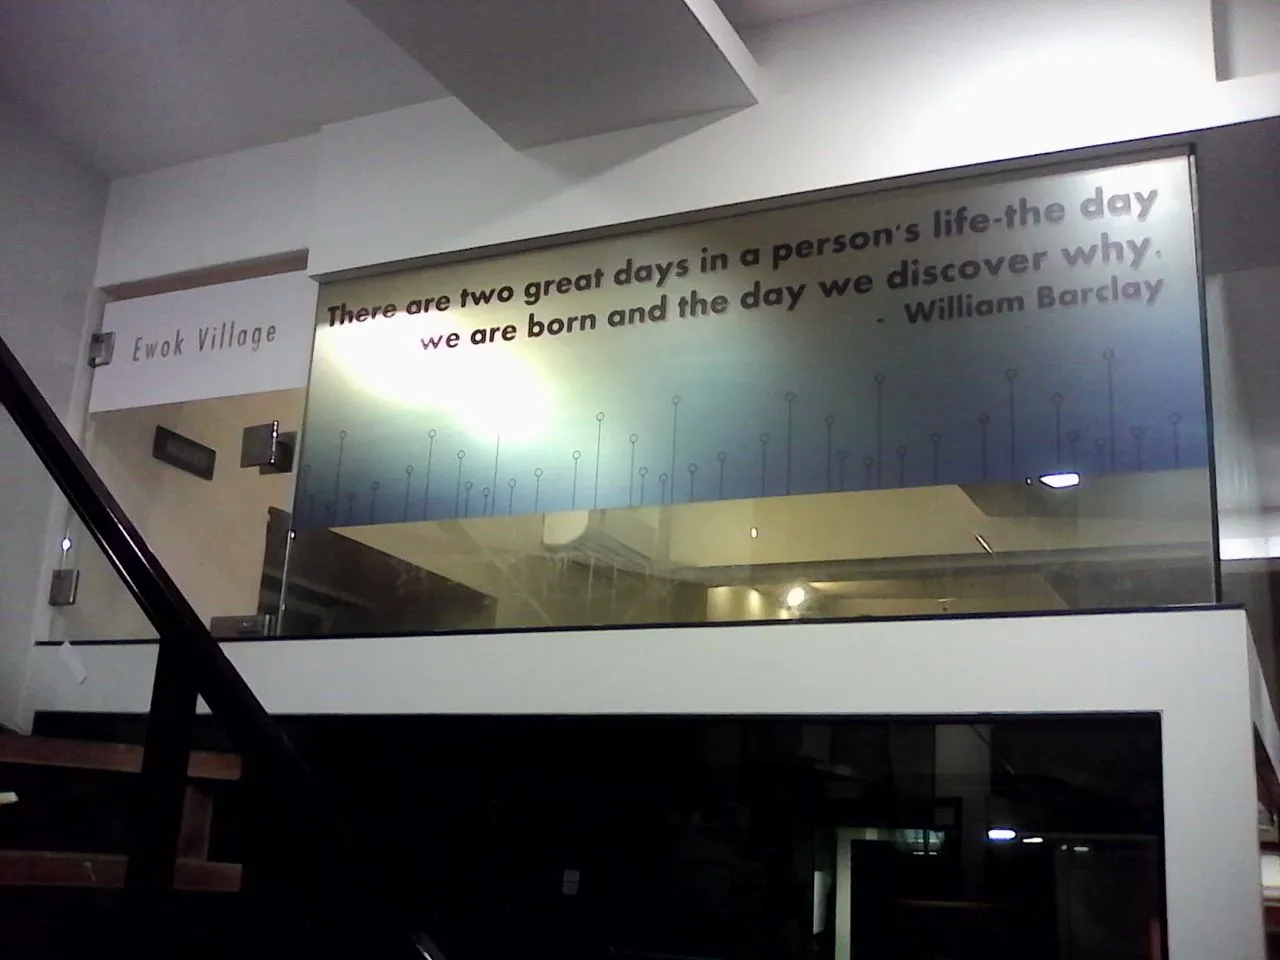 There are two great days in a person's life-the day
we are born and the day we discover why.
- William Barclay
Ewok Village